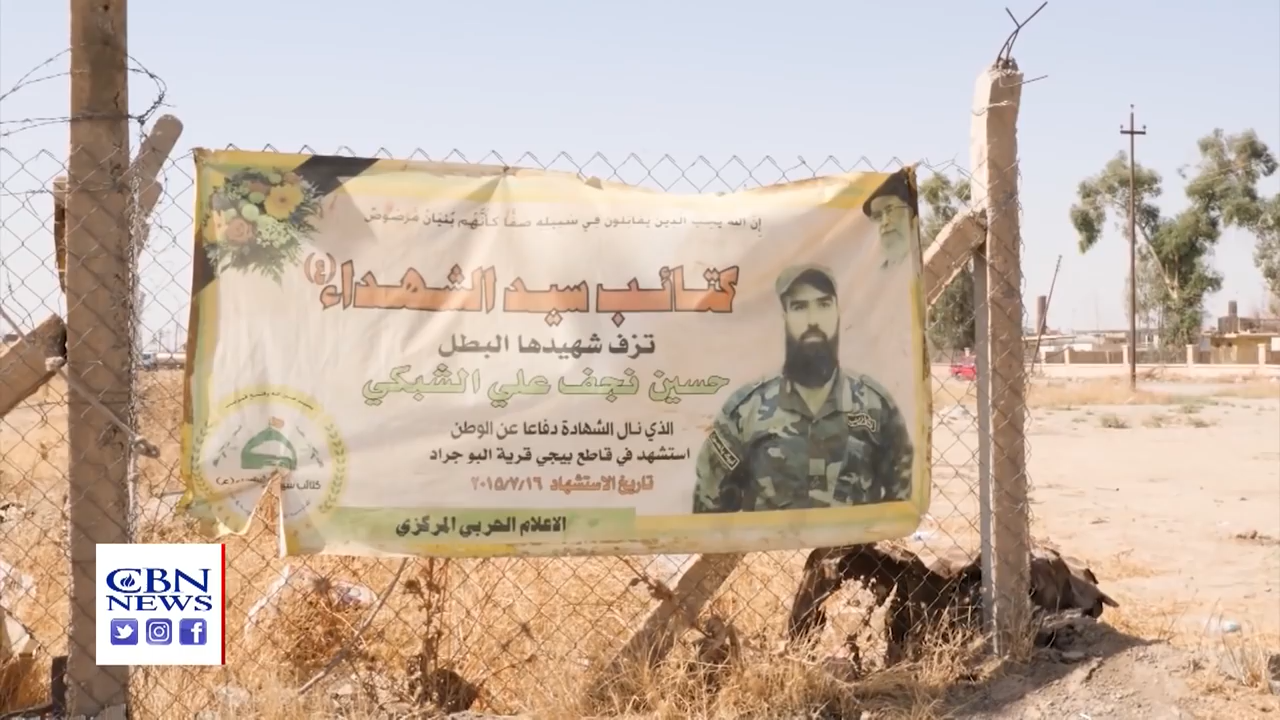 إن الله يحب الذين يقاتلون في سبيله صفا كأنهم بنيان مرصوص
كتائب سيد الشهداء (ع)
تزف شهيدها البطل
حسين نجف علي الشبكي
الذي نال الشهادة دفاعا عن الوطن
استشهد في قاطع بيجي قرية البو جراد
تاريخ الاستشهاد ٢٠١٥/٧/١٦
الاعلام الحربي المركزي
CBN
NEWS